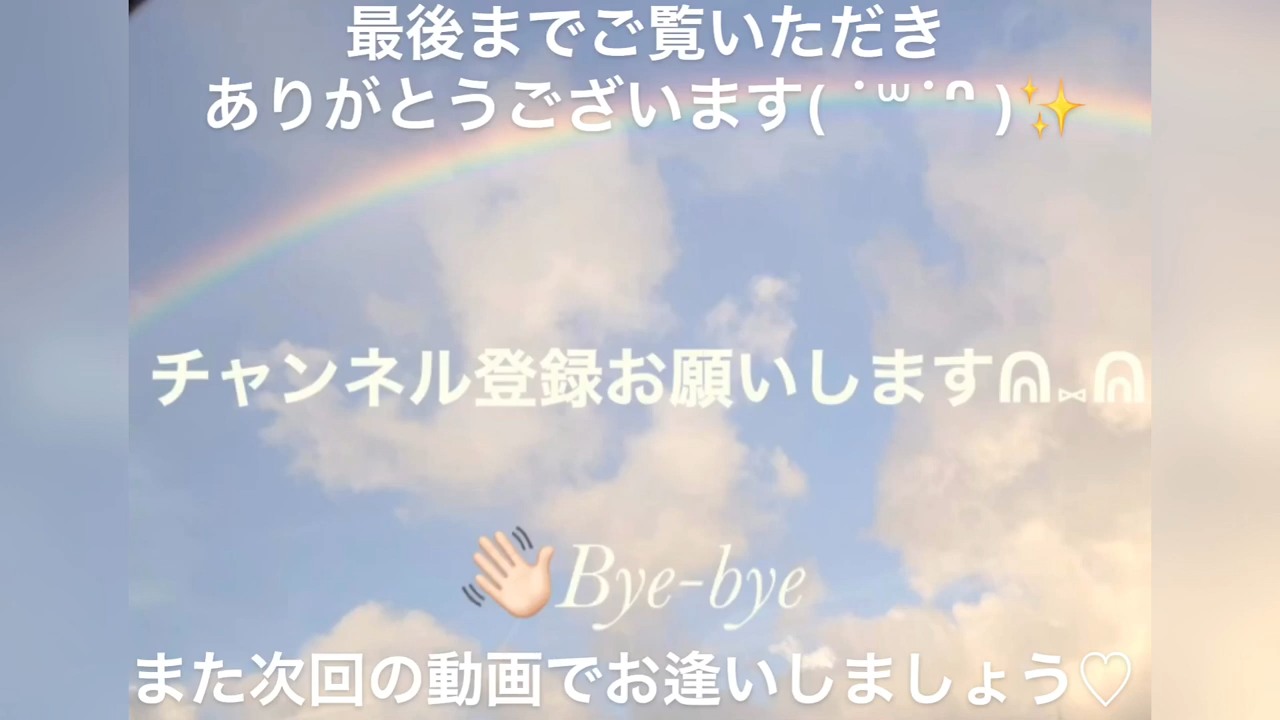 最後までご覧いただき
ありがとうございます( ˙꒳˙ᐢ )✨
チャンネル登録お願いしますᕱ⑅ᕱ
👋🏻Bye-bye
また次回の動画でお逢いしましょう♡